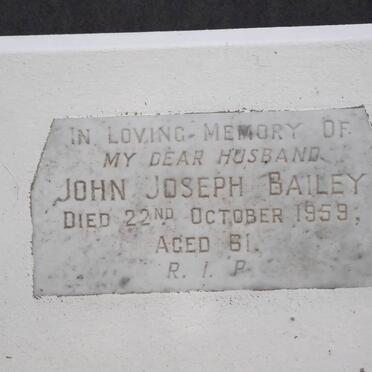 IN LOVING MEMORY OF
MY DEAR HUSBAND
JOHN JOSEPH BAILEY
DIED 22ND OCTOBER 1959,
AGED 61.
R. I. P.